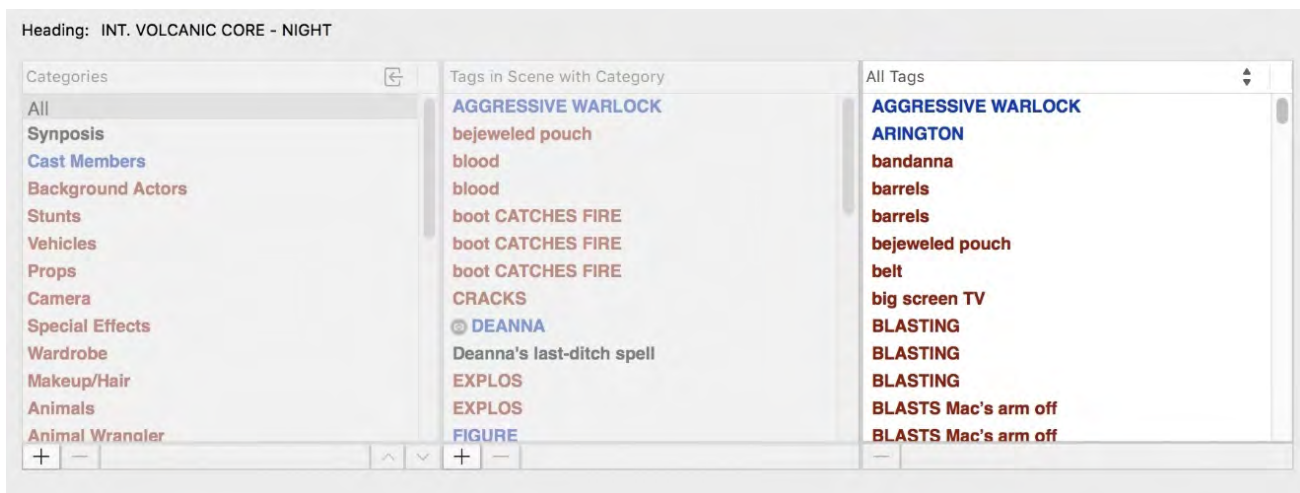 Heading: INT. VOLCANIC CORE - NIGHT
Categories
All
Synposis
Cast Members
Background Actors
Stunts
Vehicles
Props
Camera
Special Effects
Wardrobe
Makeup/Hair
Animals
Animal Wrangler
Tags in Scene with Category
AGGRESSIVE WARLOCK
bejeweled pouch
blood
blood
boot CATCHES FIRE
boot CATCHES FIRE
boot CATCHES FIRE
CRACKS
DEANNA
Deanna's last-ditch spell
EXPLOS
EXPLOS
FIGURE
All Tags
AGGRESSIVE WARLOCK
ARINGTON
bandanna
barrels
barrels
bejeweled pouch
belt
big screen TV
BLASTING
BLASTING
BLASTING
BLASTS Mac's arm off
BLASTS Mac's arm off